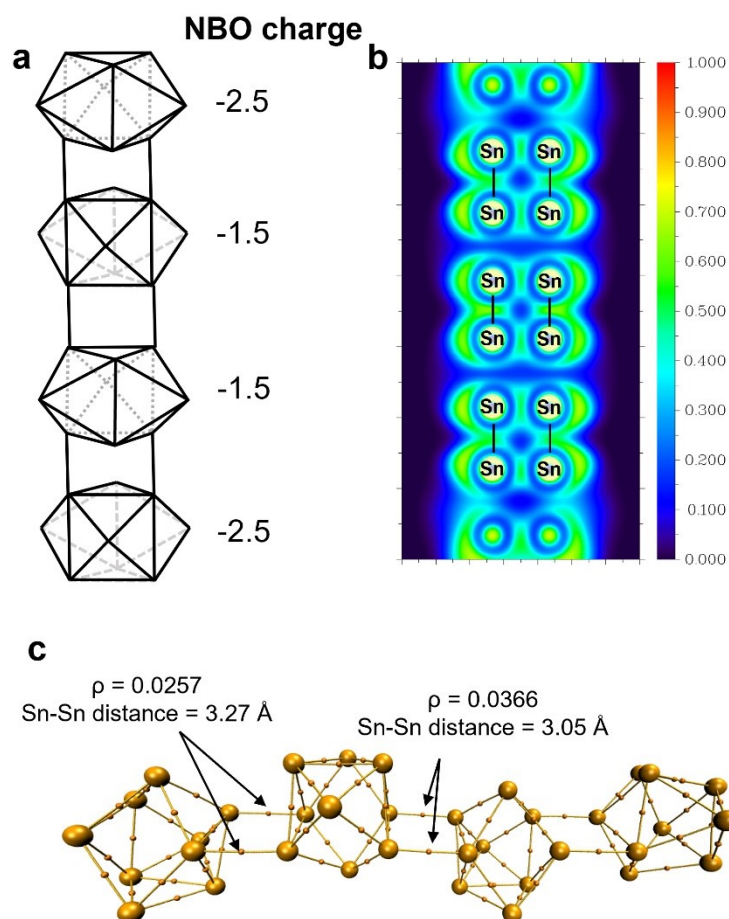 NBO charge
a
-2.5
-1.5
-1.5
-2.5
b
Sn Sn
Sn Sn
Sn Sn
Sn Sn
Sn Sn
Sn Sn
1.000
0.900
0.800
0.700
0.600
0.500
0.400
0.300
0.200
0.100
0.000
c
ρ = 0.0257
Sn-Sn distance = 3.27 Å
ρ = 0.0366
Sn-Sn distance = 3.05 Å